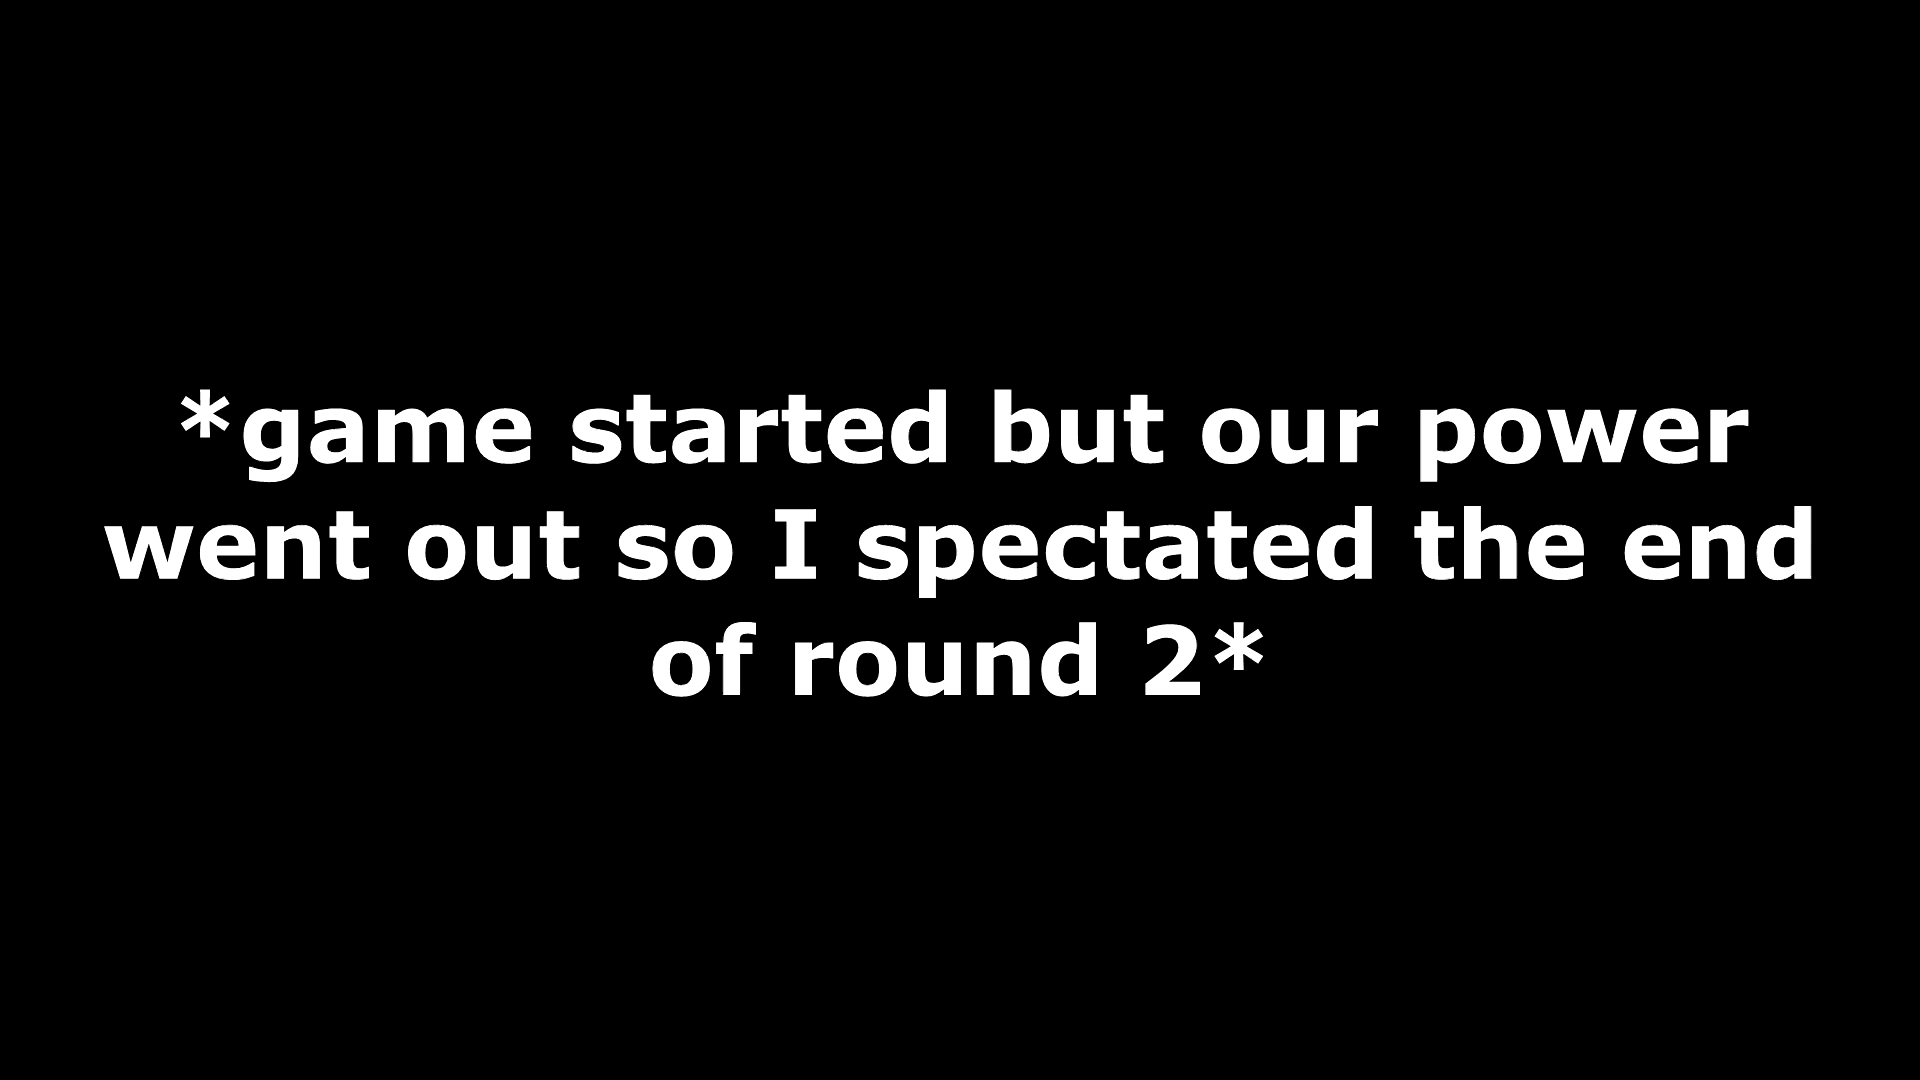 *game started but our power
went out so I spectated the end
of round 2*